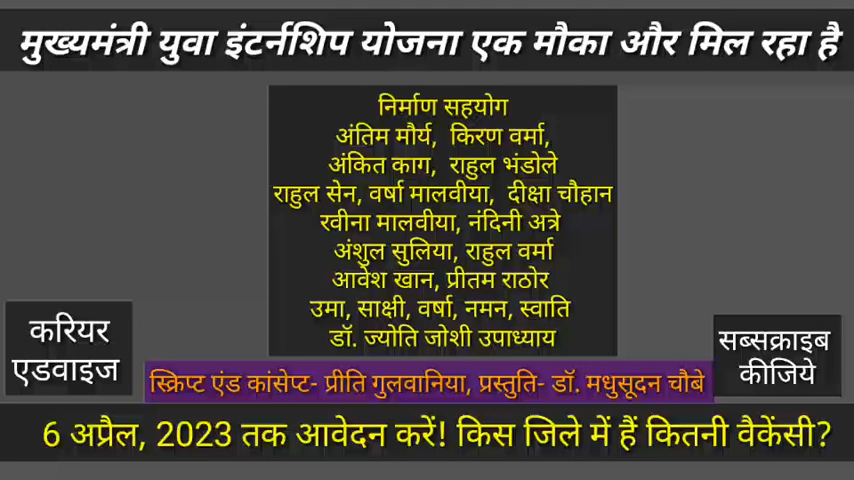 मुख्यमंत्री युवा इंटर्नशिप योजना एक मौका और मिल रहा है
निर्माण सहयोग
अंतिम मौर्य, किरण वर्मा,
अंकित काग, राहुल भंडोले
राहुल सेन, वर्षा मालवीया, दीक्षा चौहान
रवीना मालवीया, नंदिनी अत्रे
अंशुल सुलिया, राहुल वर्मा
आवेश खान, प्रीतम राठोर
उमा, साक्षी, वर्षा, नमन, स्वाति
डॉ. ज्योति जोशी उपाध्याय
करियर
एडवाइज
सब्सक्राइब
कीजिये
स्क्रिप्ट एंड कांसेप्ट- प्रीति गुलवानिया, प्रस्तुति- डॉ. मधुसूदन चौबे
6 अप्रैल, 2023 तक आवेदन करें! किस जिले में हैं कितनी वैकेंसी?